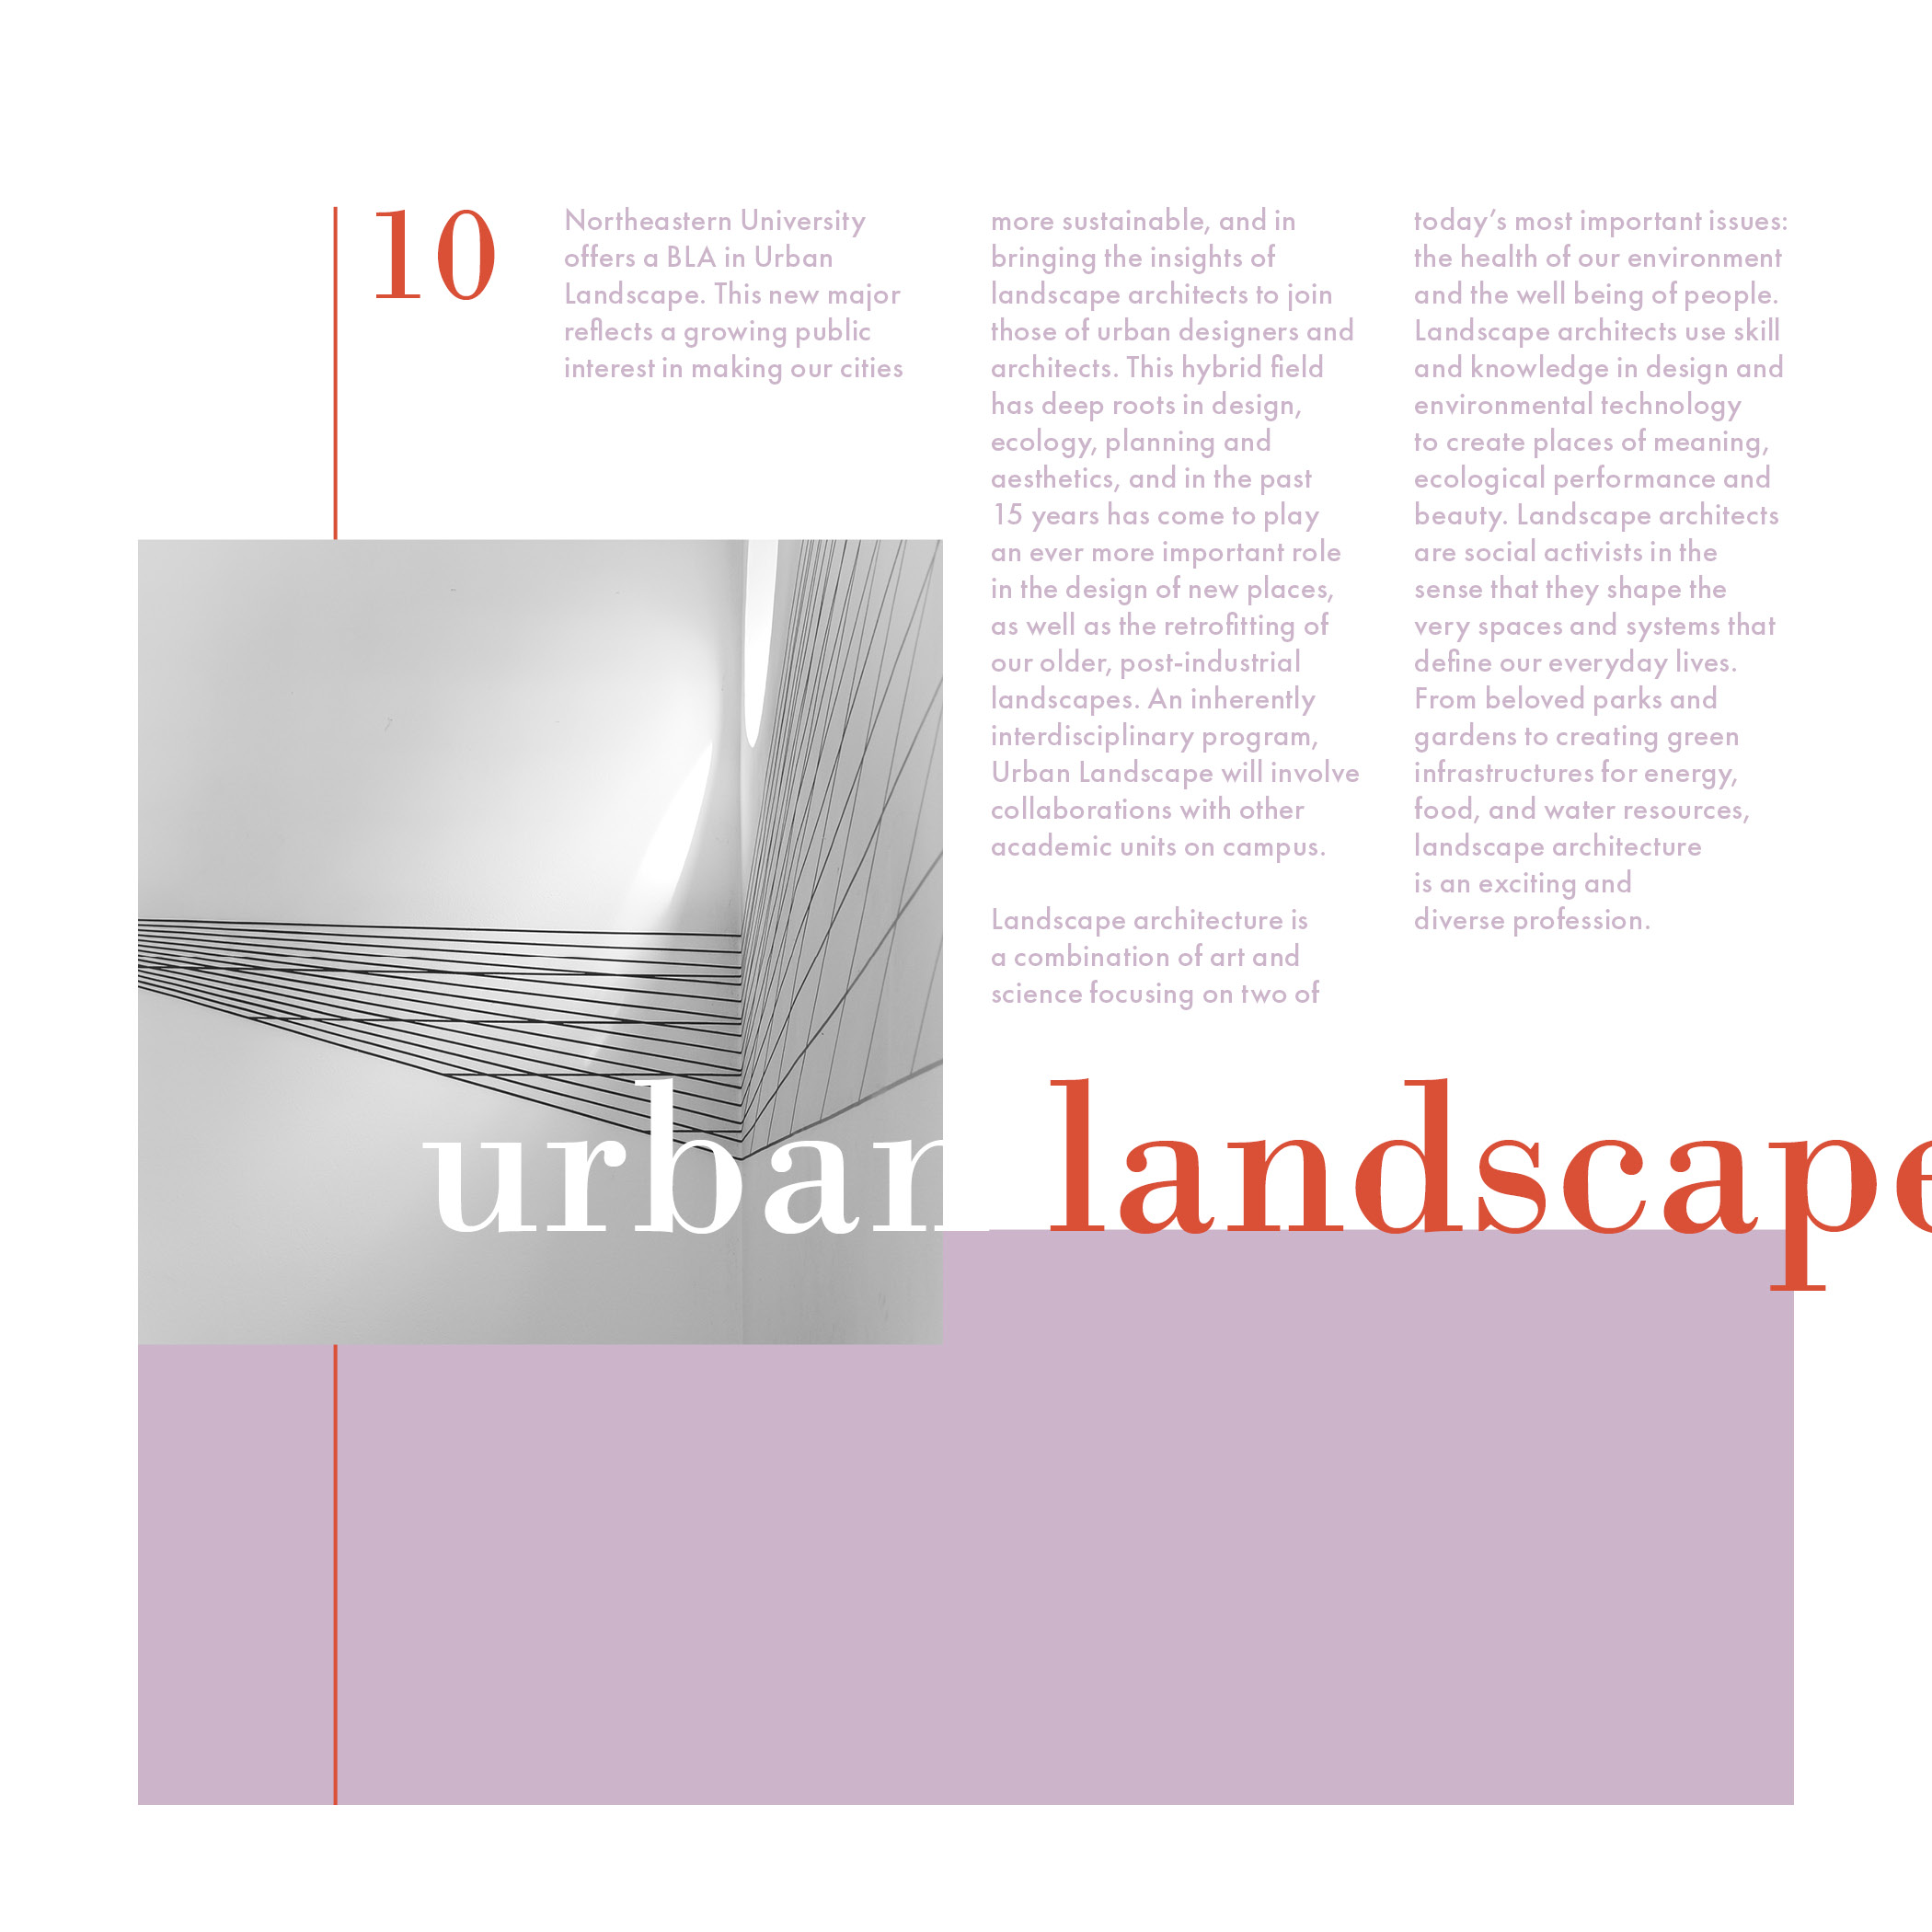 10
Northeastern University
offers a BLA in Urban
Landscape. This new major
reflects a growing public
interest in making our cities
more sustainable, and in
bringing the insights of
landscape architects to join
those of urban designers and
architects. This hybrid field
has deep roots in design,
ecology, planning and
aesthetics, and in the past
15 years has come to play
an ever more important role
in the design of new places,
as well as the retrofitting of
our older, post-industrial
landscapes. An inherently
interdisciplinary program,
Urban Landscape will involve
collaborations with other
academic units on campus.
Landscape architecture is
a combination of art and
science focusing on two of
today’s most important issues:
the health of our environment
and the well being of people.
Landscape architects use skill
and knowledge in design and
environmental technology
to create places of meaning,
ecological performance and
beauty. Landscape architects
are social activists in the
sense that they shape the
very spaces and systems that
define our everyday lives.
From beloved parks and
gardens to creating green
infrastructures for energy,
food, and water resources,
landscape architecture
is an exciting and
diverse profession.
urban landscape